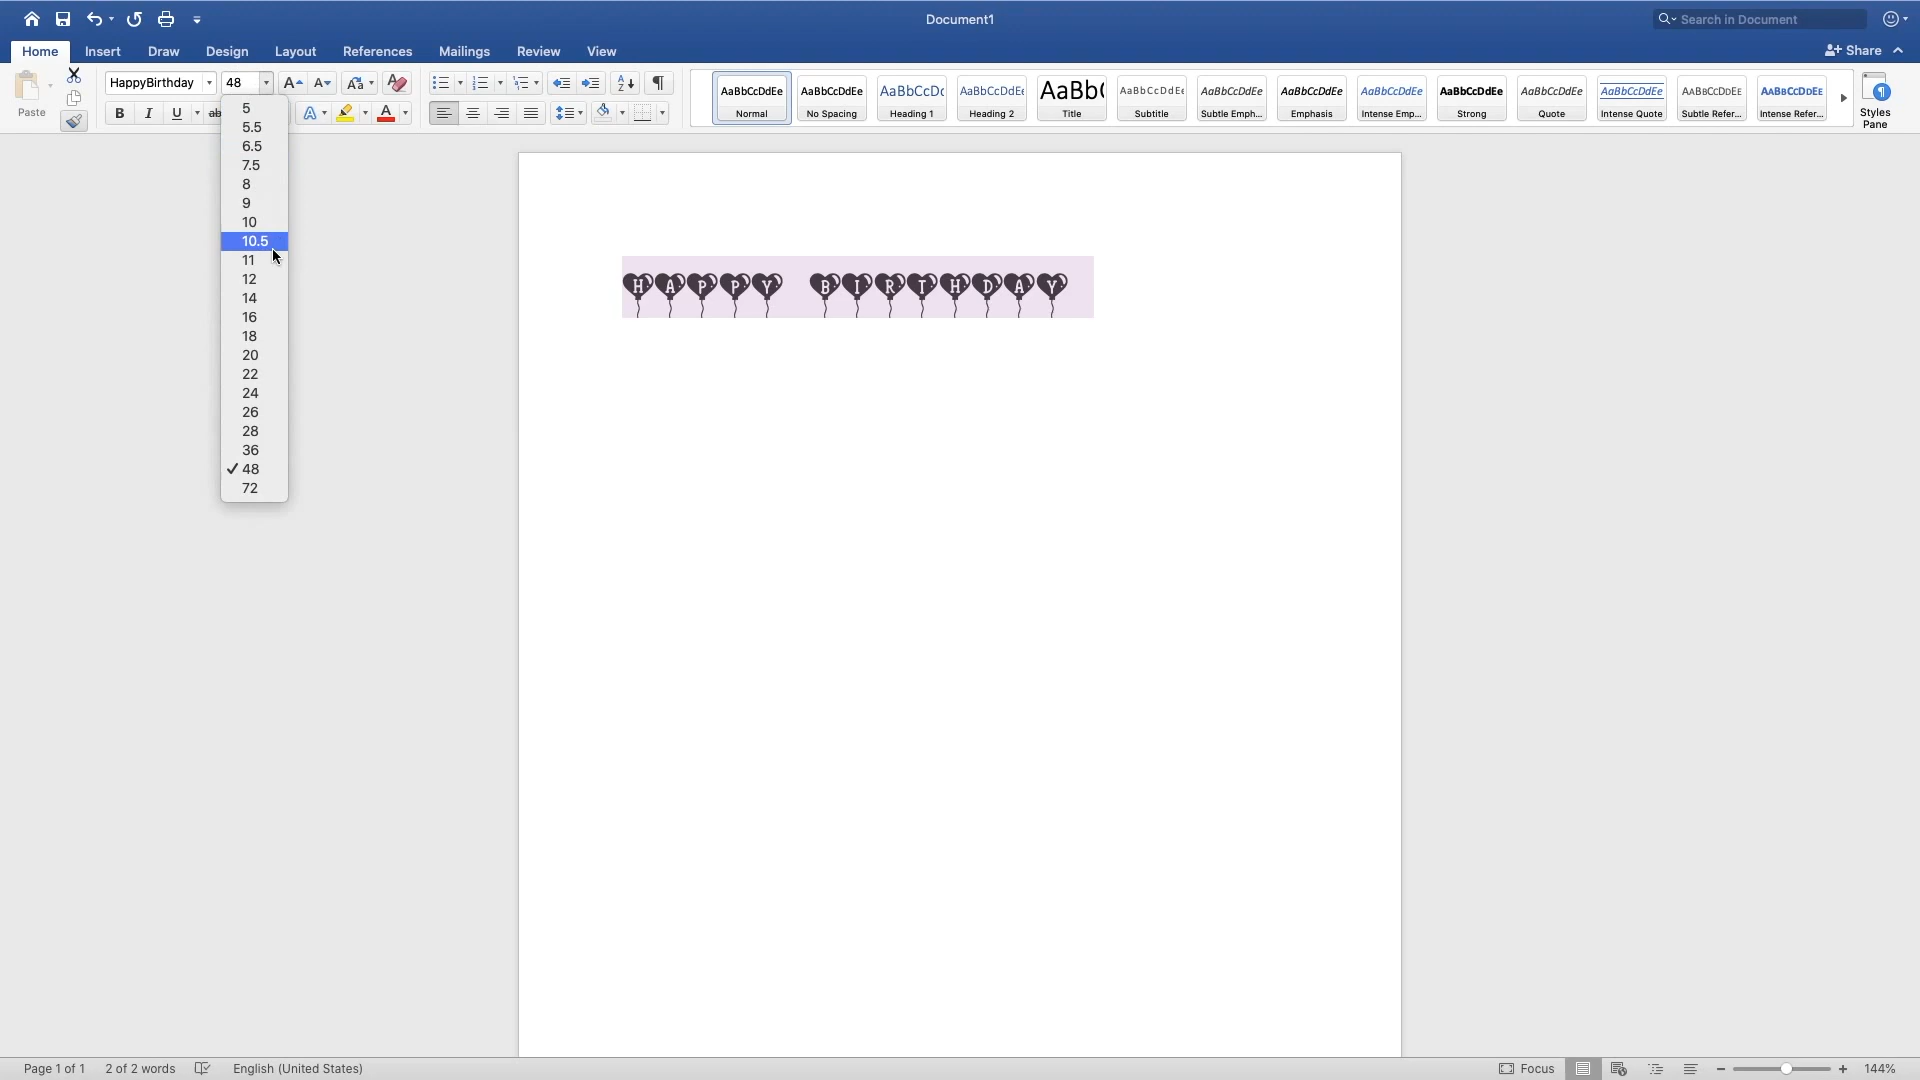 Document1
Search in Document
Home Insert Draw Design Layout References Mailings Review View
Share
Paste
HappyBirthday 48
B I U ab
A A Aa
A A
A Z
AaBbCcDdEe Normal
AaBbCcDdEe No Spacing
AaBbCcDc Heading 1
AaBbCcDdEe Heading 2
AaBb( Title
AaBbCcDdEe Subtitle
AaBbCcDdEe Subtle Emph...
AaBbCcDdEe Emphasis
AaBbCcDdEe Intense Emp...
AaBbCcDdEe Strong
AaBbCcDdEe Quote
AaBbCcDdEe Intense Quote
AaBbCcDdEe Subtle Refer...
AaBbCcDdEe Intense Refer...
Styles
Pane
5
5.5
6.5
7.5
8
9
10
10.5
11
12
14
16
18
20
22
24
26
28
36
48
72
HAPPY BIRTHDAY
Page 1 of 1 2 of 2 words English (United States) Focus 144%